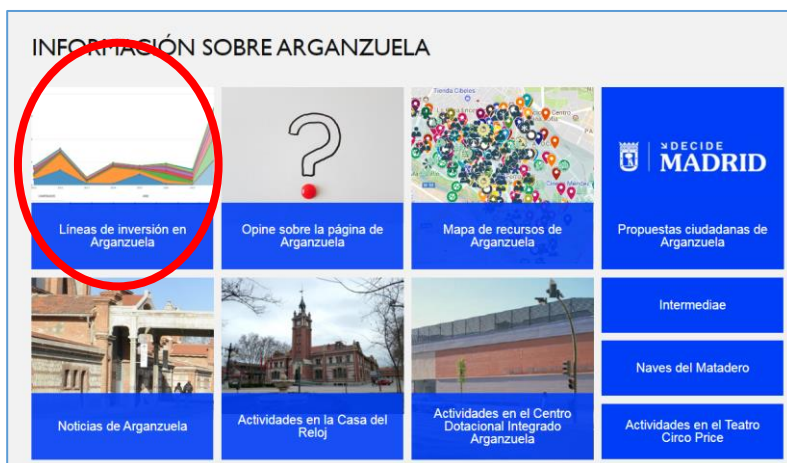 INFORMACIÓN SOBRE ARGANZUELA
Líneas de inversión en
Arganzuela
Opine sobre la página de
Arganzuela
Tienda Cibeles
Mapa de recursos de
Arganzuela
DECIDE
MADRID
Propuestas ciudadanas de
Arganzuela
Noticias de Arganzuela
Actividades en la Casa del
Reloj
Actividades en el Centro
Dotacional Integrado
Arganzuela
Intermediae
Naves del Matadero
Actividades en el Teatro
Circo Price